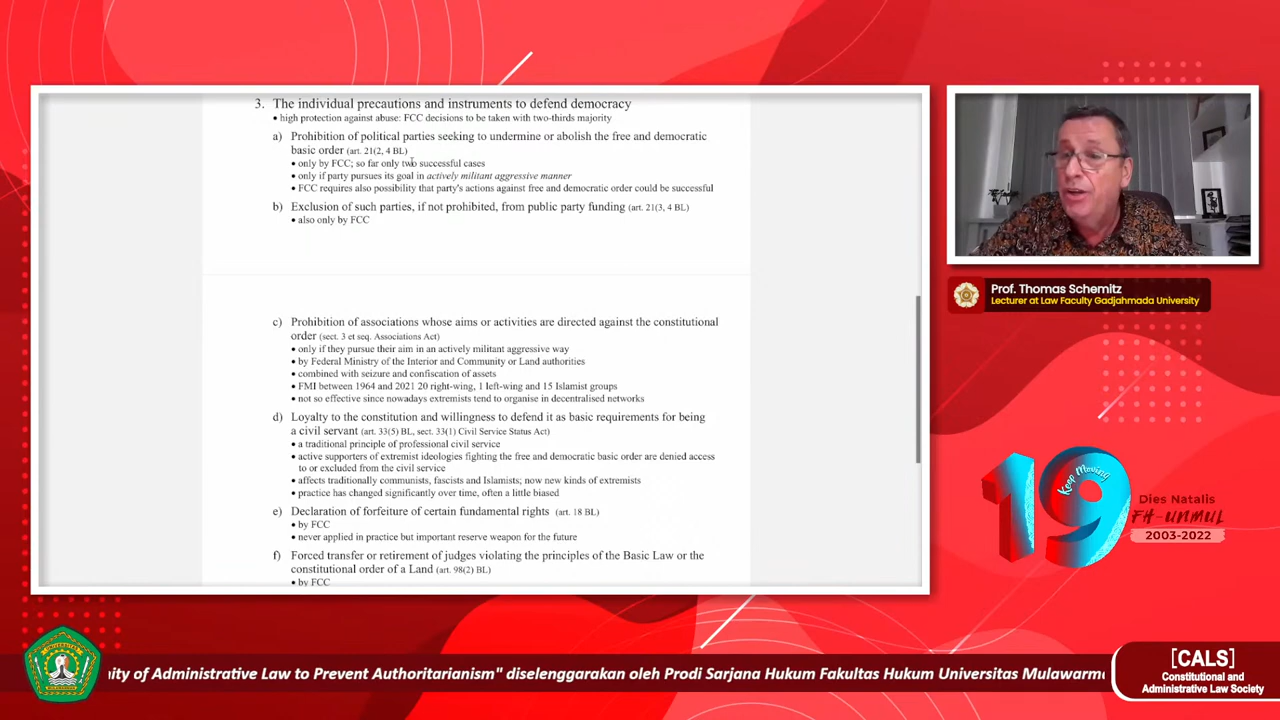 3. The individual precautions and instruments to defend democracy
• high protection against abuse: FCC decisions to be taken with two-thirds majority
a) Prohibition of political parties seeking to undermine or abolish the free and democratic
basic order (art. 21(2, 4 BL)
• only by FCC; so far only two successful cases
• only if party pursues its goal in actively militant aggressive manner
• FCC requires also possibility that party's actions against free and democratic order could be successful
b) Exclusion of such parties, if not prohibited, from public party funding (art. 21(3, 4 BL)
• also only by FCC
c) Prohibition of associations whose aims or activities are directed against the constitutional
order (sect. 3 et seq. Associations Act)
• only if they pursue their aim in an actively militant aggressive way
• by Federal Ministry of the Interior and Community or Land authorities
• combined with seizure and confiscation of assets
• FMI between 1964 and 2021 20 right-wing, 1 left-wing and 15 Islamist groups
• not so effective since nowadays extremists tend to organise in decentralised networks
d) Loyalty to the constitution and willingness to defend it as basic requirements for being
a civil servant (art. 33(5) BL, sect. 33(1) Civil Service Status Act)
• a traditional principle of professional civil service
• active supporters of extremist ideologies fighting the free and democratic basic order are denied access
to or excluded from the civil service
• affects traditionally communists, fascists and Islamists; now new kinds of extremists
• practice has changed significantly over time, often a little biased
e) Declaration of forfeiture of certain fundamental rights (art. 18 BL)
• by FCC
• never applied in practice but important reserve weapon for the future
f) Forced transfer or retirement of judges violating the principles of the Basic Law or the
constitutional order of a Land (art. 98(2) BL)
• by FCC
Prof. Thomas Schemitz
Lecturer at Law Faculty Gadjahmada University
19
Keep Moving
Dies Natalis
FH-UNMUL
2003-2022
ity of Administrative Law to Prevent Authoritarianism" diselenggarakan oleh Prodi Sarjana Hukum Fakultas Hukum Universitas Mulawarm
[CALS]
Constitutional and
Administrative Law Society